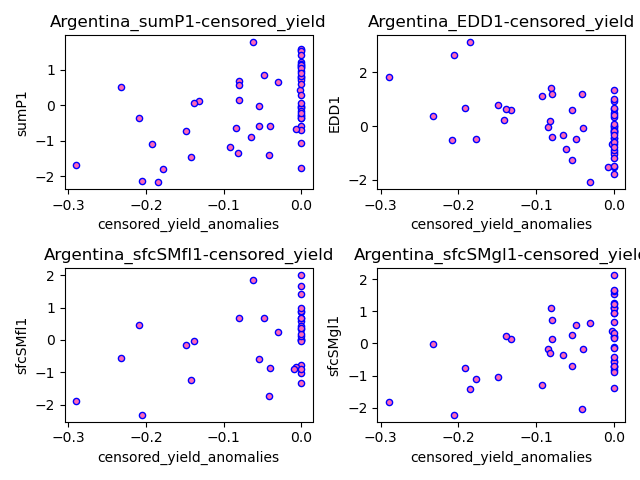 Argentina_sumP1-censored_yield
Argentina_EDD1-censored_yield
sumP1
1
0
−1
−2
−0.3
−0.2
−0.1
0.0
censored_yield_anomalies
EDD1
2
0
−2
−0.3
−0.2
−0.1
0.0
censored_yield_anomalies
Argentina_sfcSMfl1-censored_yield
Argentina_sfcSMgl1-censored_yiel
sfcSMfl1
2
1
0
−1
−2
−0.3
−0.2
−0.1
0.0
censored_yield_anomalies
sfcSMgl1
2
1
0
−1
−2
−0.3
−0.2
−0.1
0.0
censored_yield_anomalies